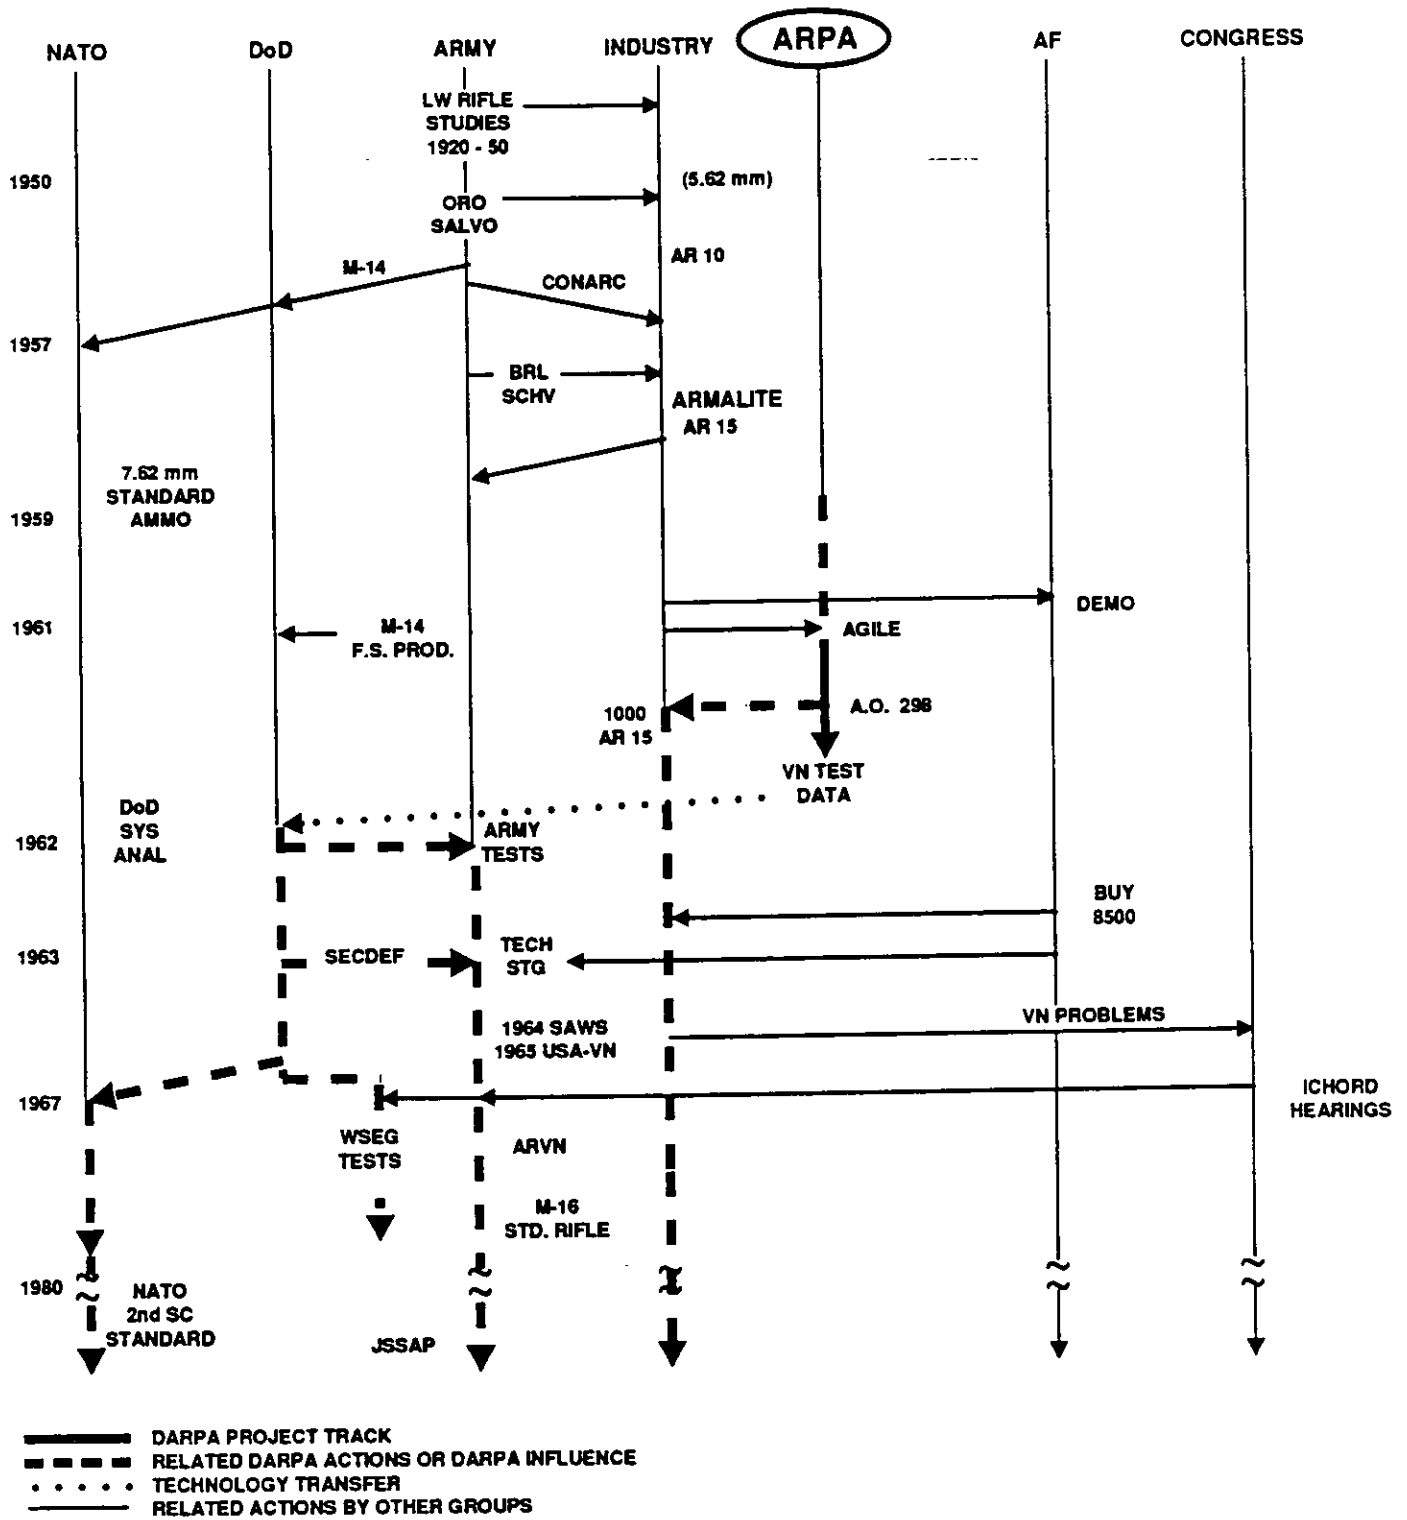 NATO
DoD
ARMY
INDUSTRY
ARPA
AF
CONGRESS
LW RIFLE
STUDIES
1920 - 50
1950
(5.62 mm)
ORO
SALVO
AR 10
M-14
CONARC
1957
BRL
SCHV
ARMALITE
AR 15
7.62 mm
STANDARD
AMMO
1959
DEMO
1961
M-14
F.S. PROD.
AGILE
1000
AR 15
A.O. 298
VN TEST
DATA
DoD
SYS
ANAL
1962
ARMY
TESTS
BUY
8500
1963
SECDEF
TECH
STG
1964 SAWS
1965 USA-VN
VN PROBLEMS
1967
ICHORD
HEARINGS
WSEG
TESTS
ARVN
M-16
STD. RIFLE
1980
NATO
2nd SC
STANDARD
JSSAP
DARPA PROJECT TRACK
RELATED DARPA ACTIONS OR DARPA INFLUENCE
TECHNOLOGY TRANSFER
RELATED ACTIONS BY OTHER GROUPS